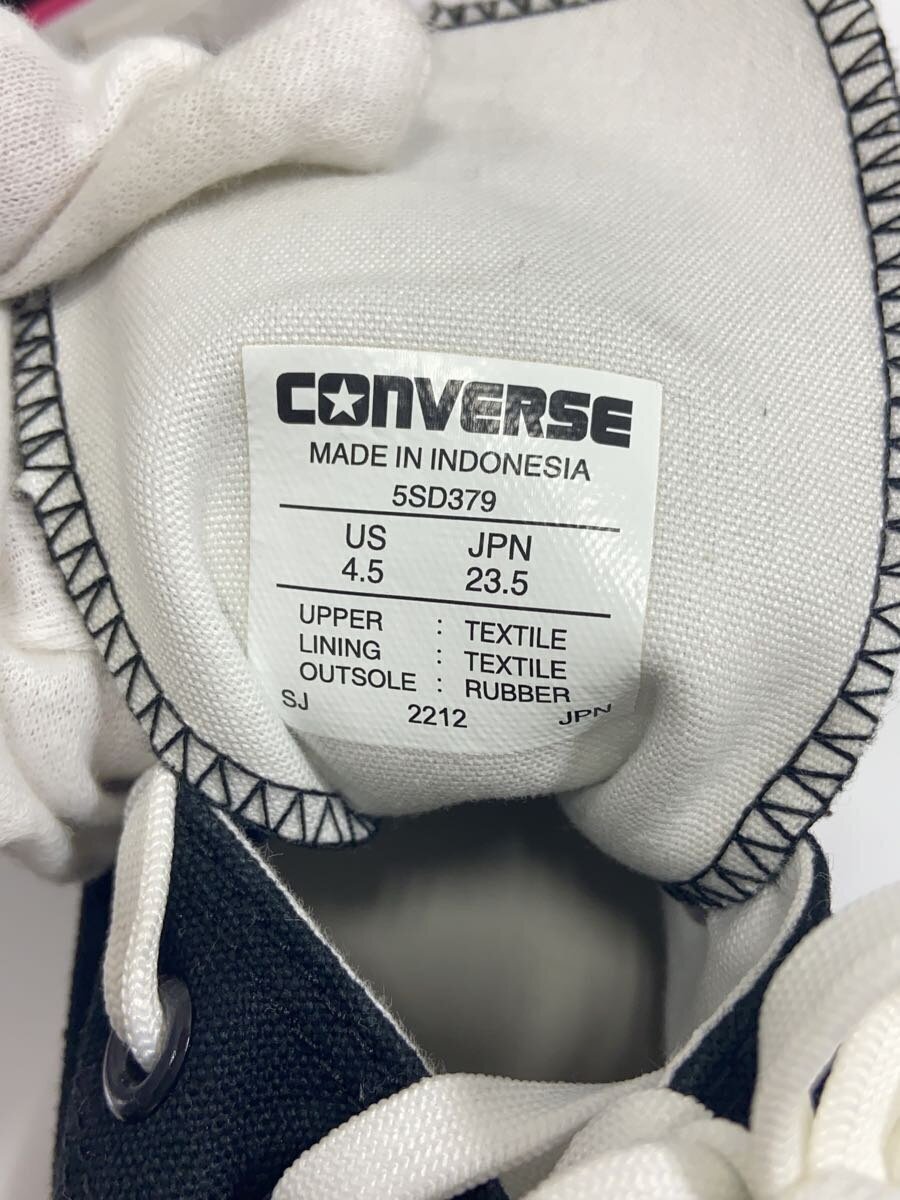 CONVERSE
MADE IN INDONESIA
5SD379
US JPN
4.5 23.5
UPPER : TEXTILE
LINING : TEXTILE
OUTSOLE : RUBBER
SJ 2212 JPN